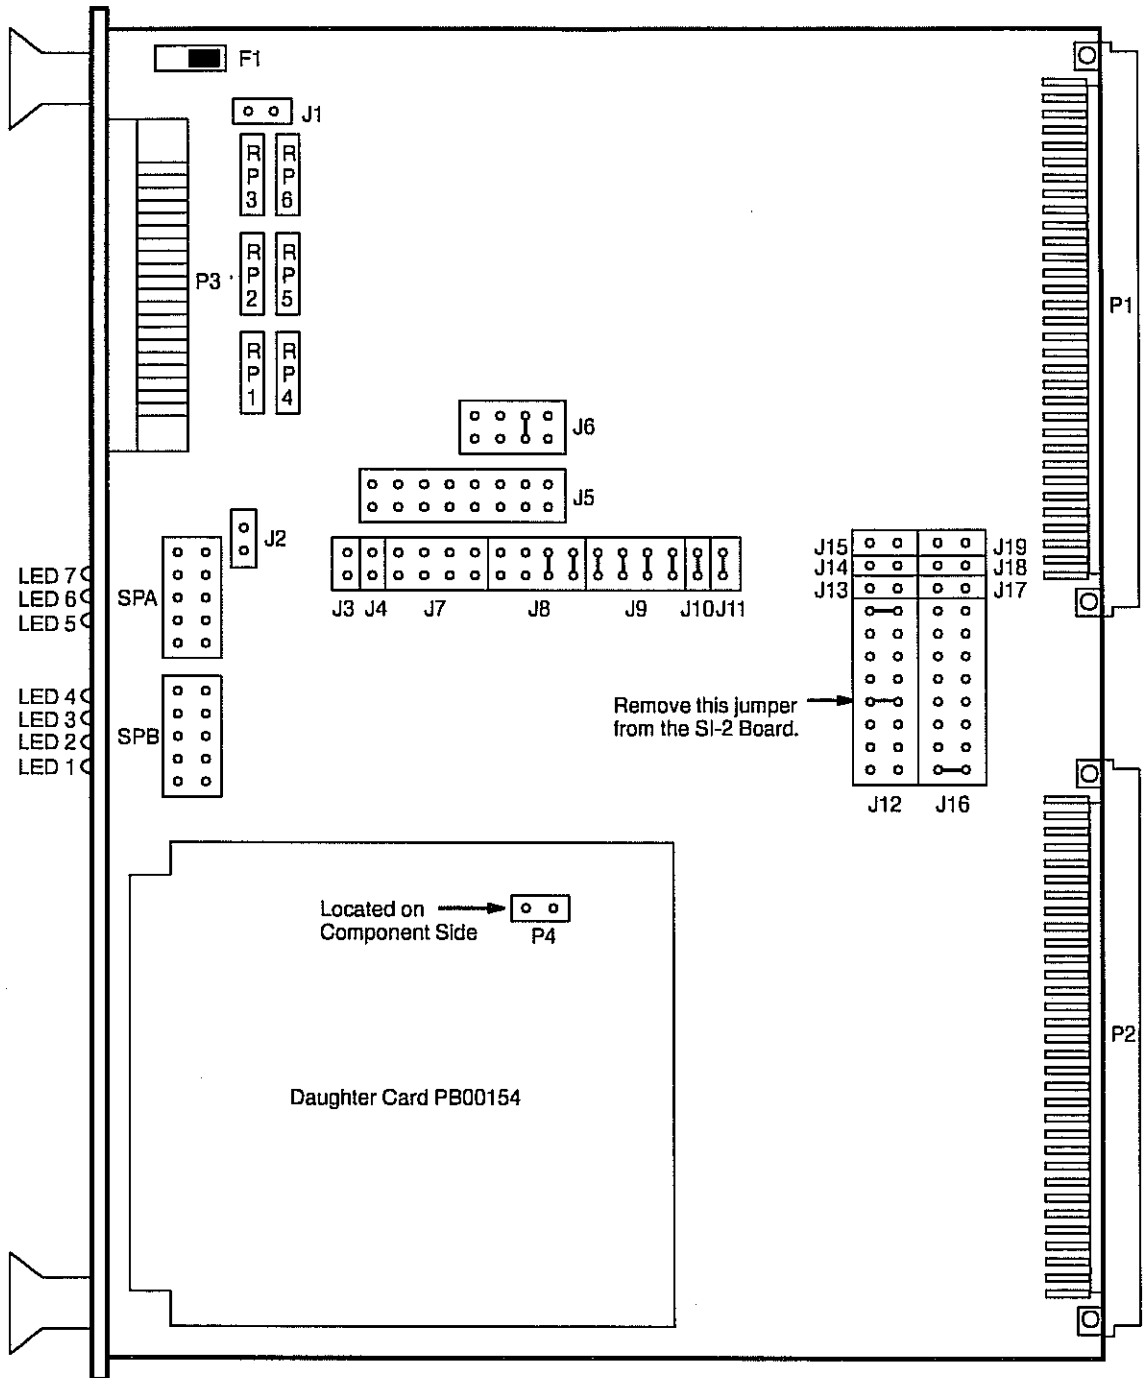 F1
J1
RP3
RP6
P3
RP2
RP5
RP1
RP4
P1
J6
J5
J2
J15
J19
LED 7
J14
J18
LED 6
SPA
J13
J17
LED 5
J3
J4
J7
J8
J9
J10
J11
LED 4
Remove this jumper
from the SI-2 Board.
LED 3
LED 2
SPB
LED 1
J12
J16
Located on
Component Side
P4
P2
Daughter Card PB00154